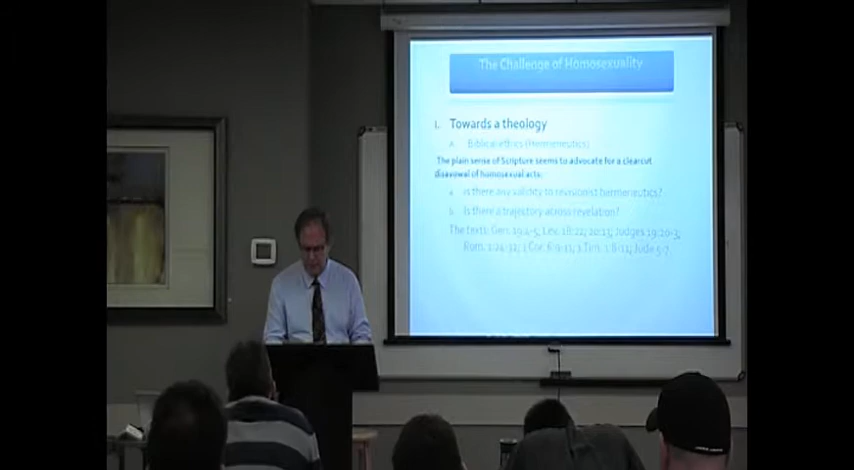 The Challenge of Homosexuality
I. Towards a theology
a. Biblical ethics (Hermeneutics)
The plain sense of Scripture seems to advocate for a clearcut
disavowal of homosexual acts:
a. Is there any validity to revisionist hermeneutics?
b. Is there a trajectory across revelation?
The texts: Gen. 19:4-5; Lev. 18:22; 20:13; Judges 19:20-3;
Rom. 1:24-32; 1 Cor. 6:9-11; 1 Tim. 1:8-11; Jude 5-7.